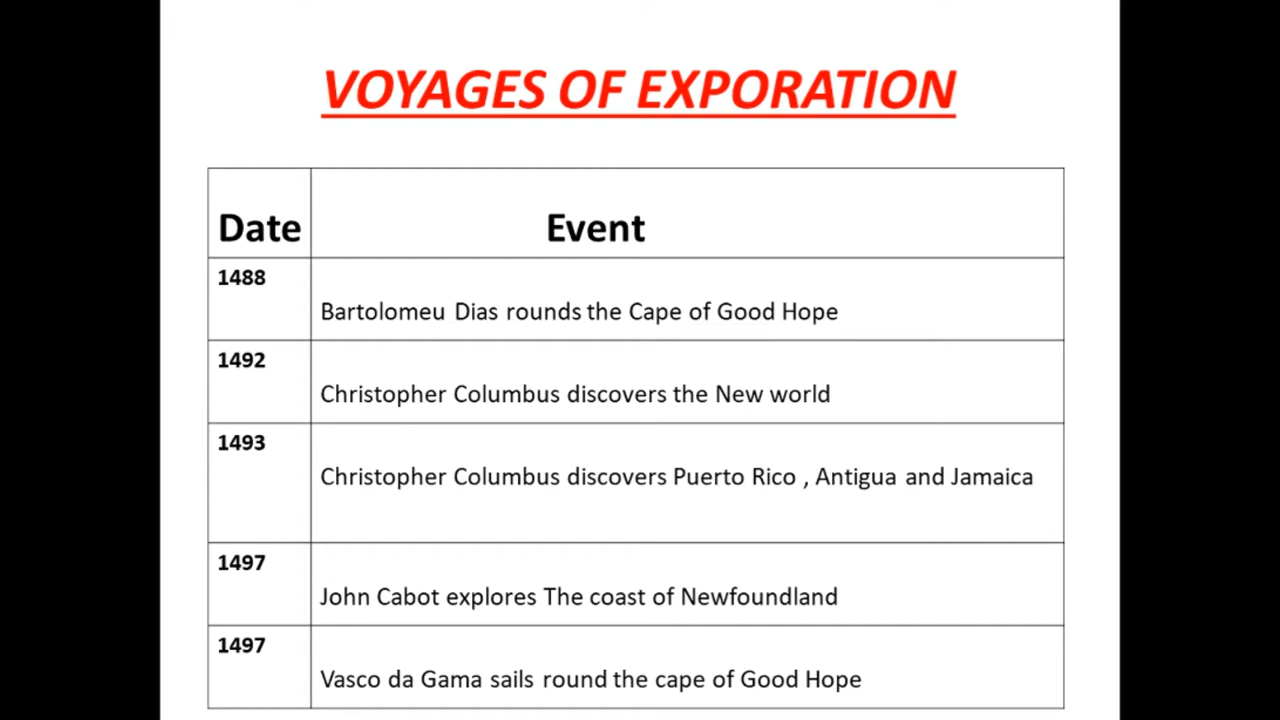 VOYAGES OF EXPORATION
Date Event
1488
Bartolomeu Dias rounds the Cape of Good Hope
1492
Christopher Columbus discovers the New world
1493
Christopher Columbus discovers Puerto Rico , Antigua and Jamaica
1497
John Cabot explores The coast of Newfoundland
1497
Vasco da Gama sails round the cape of Good Hope